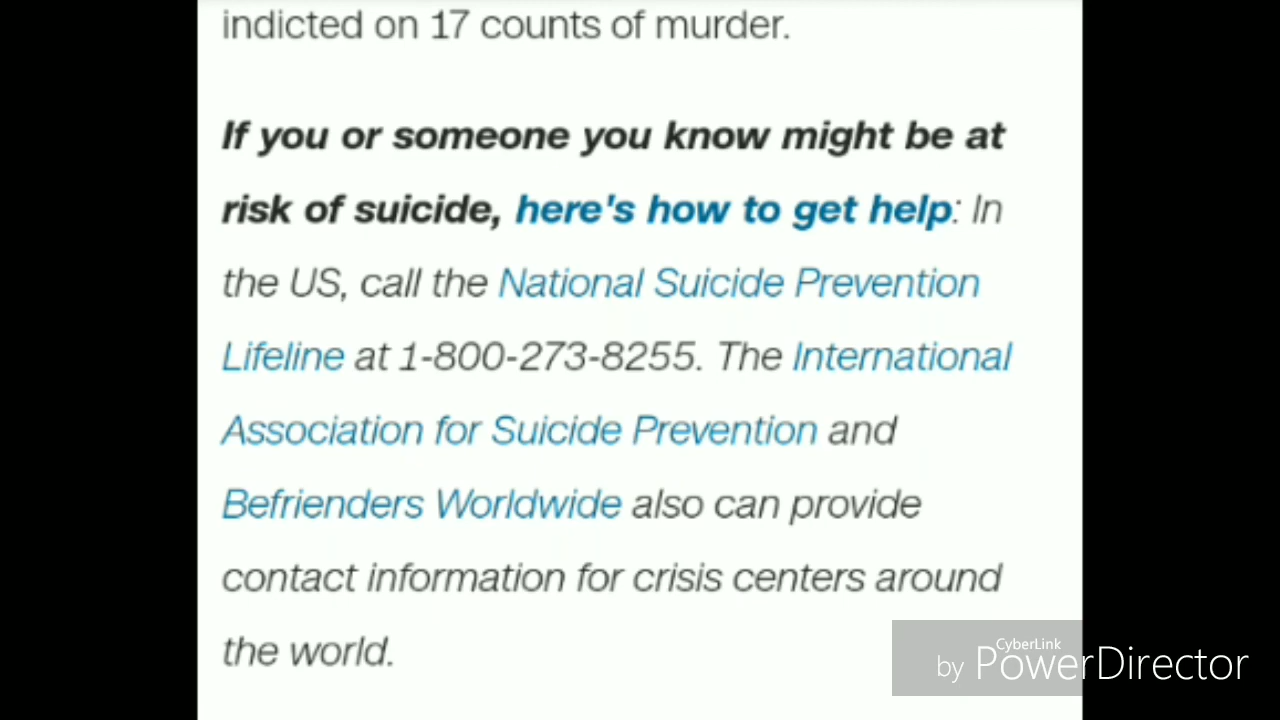 indicted on 17 counts of murder.
If you or someone you know might be at
risk of suicide, here's how to get help: In
the US, call the National Suicide Prevention
Lifeline at 1-800-273-8255. The International
Association for Suicide Prevention and
Befrienders Worldwide also can provide
contact information for crisis centers around
the world.
CyberLink
by PowerDirector